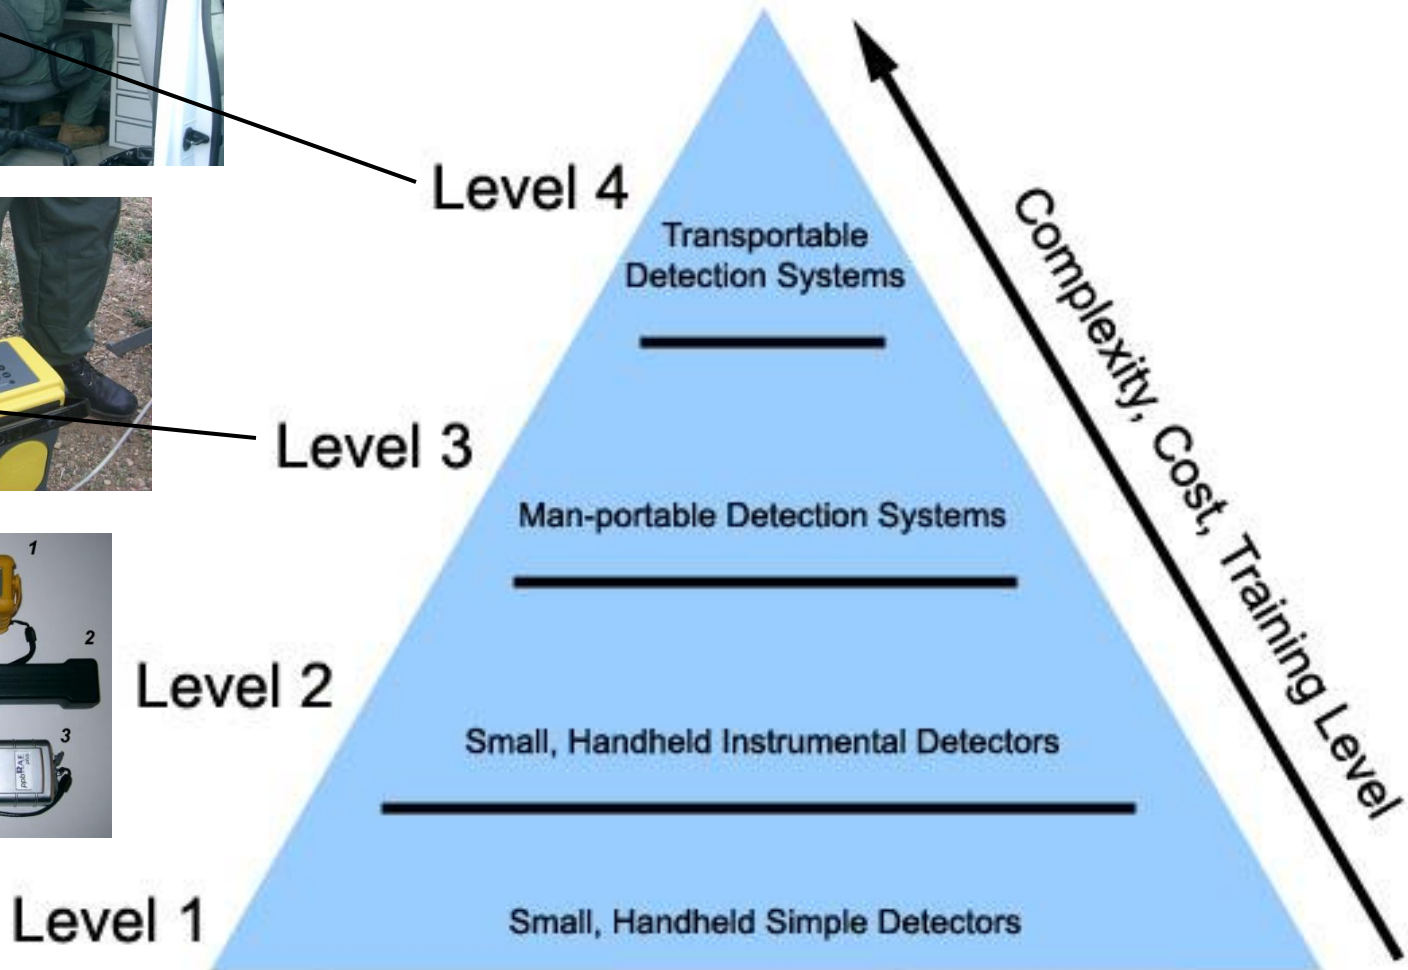 Level 4
Transportable
Detection Systems
Complexity, Cost, Training Level
Level 3
Man-portable Detection Systems
1
2
3
ppbRAE
Level 2
Small, Handheld Instrumental Detectors
Level 1
Small, Handheld Simple Detectors